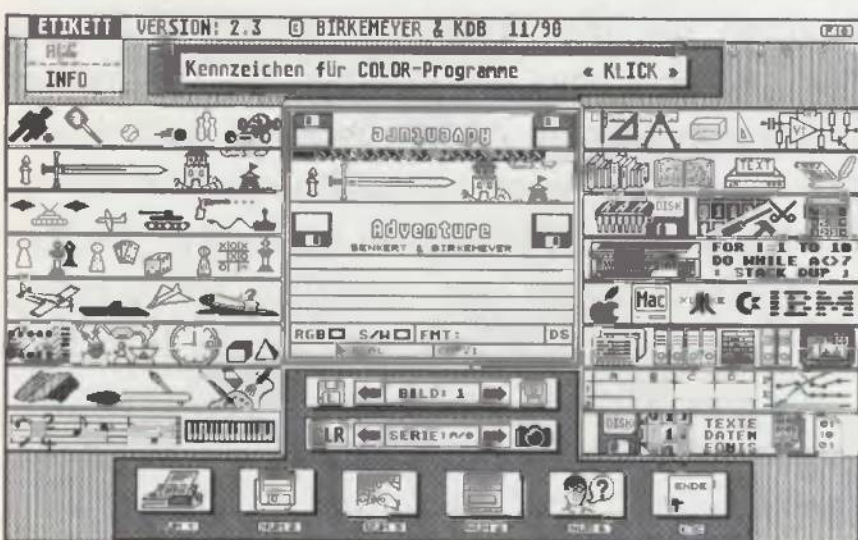 ETIKETT VERSION: 2.3 © BIRKEMEYER & KDB 11/90
INFO
Kennzeichen für COLOR-Programme « KLICK »
Adventure
TEXT
DISK
Adventure
BENKERT & BIRKEMEYER
FOR I=1 TO 10
DO WHILE A<>7
: STACK DUP ;
Mac
IBM
RGB S/W FMT: DS
BILD: 1
LR SERIE: A/D
DISK
TEXTE
DATEN
FONTS
ENDE